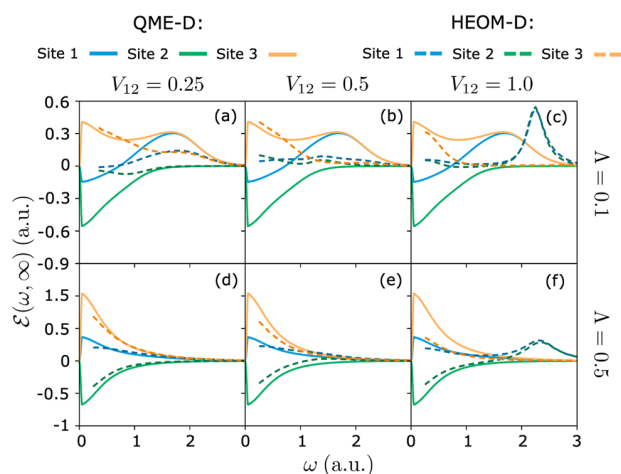 QME-D: HEOM-D:
Site 1 Site 2 Site 3 Site 1 Site 2 Site 3
V₁₂ = 0.25 V₁₂ = 0.5 V₁₂ = 1.0
0.6 (a) (b) (c)
0.3
0
-0.3
-0.6
-0.9
Λ = 0.1
ℰ(ω, ∞) (a.u.)
(d) (e) (f)
1.5
1
0.5
0
-0.5
-1
Λ = 0.5
0 1 2 0 1 2 0 1 2 3
ω (a.u.)